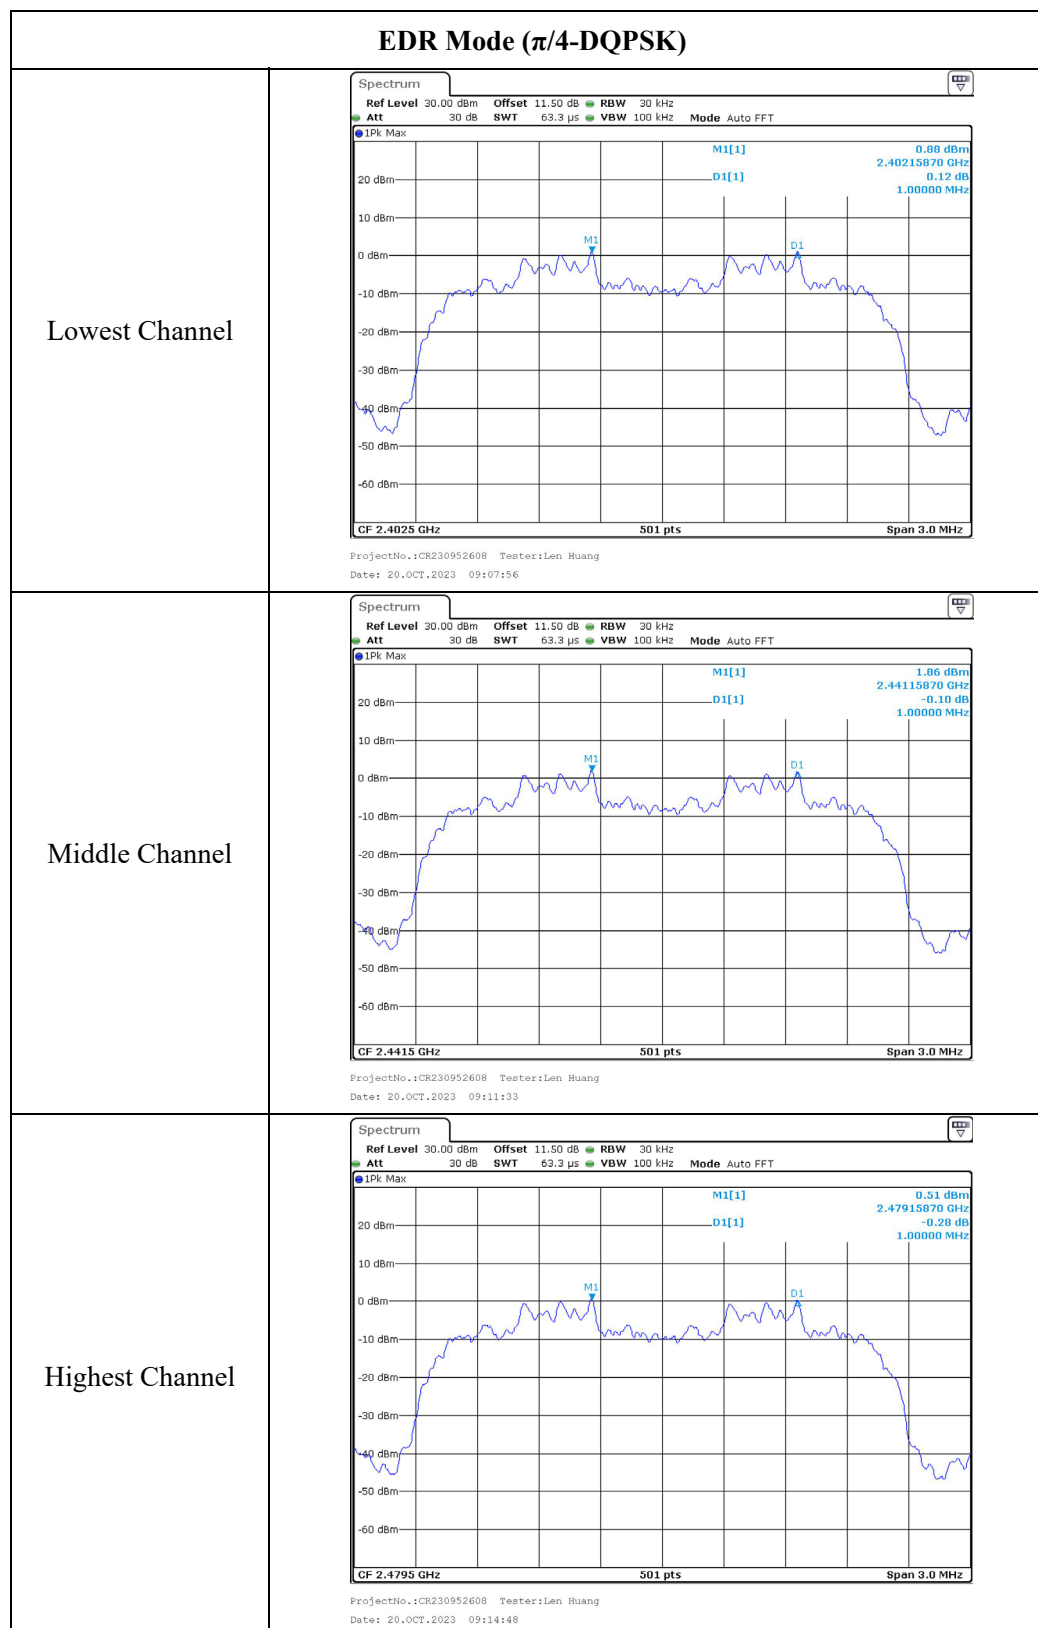 EDR Mode (π/4-DQPSK)
Lowest Channel
Spectrum
Ref Level 30.00 dBm Offset 11.50 dB RBW 30 kHz
Att 30 dB SWT 63.3 µs VBW 100 kHz Mode Auto FFT
1Pk Max
M1[1] 0.88 dBm
2.40215870 GHz
D1[1] 0.12 dB
1.00000 MHz
20 dBm
10 dBm
M1
D1
0 dBm
-10 dBm
-20 dBm
-30 dBm
-40 dBm
-50 dBm
-60 dBm
CF 2.4025 GHz 501 pts Span 3.0 MHz
ProjectNo.:CR230952608 Tester:Len Huang
Date: 20.OCT.2023 09:07:56
Middle Channel
Spectrum
Ref Level 30.00 dBm Offset 11.50 dB RBW 30 kHz
Att 30 dB SWT 63.3 µs VBW 100 kHz Mode Auto FFT
1Pk Max
M1[1] 1.86 dBm
2.44115870 GHz
D1[1] -0.10 dB
1.00000 MHz
20 dBm
10 dBm
M1
D1
0 dBm
-10 dBm
-20 dBm
-30 dBm
-40 dBm
-50 dBm
-60 dBm
CF 2.4415 GHz 501 pts Span 3.0 MHz
ProjectNo.:CR230952608 Tester:Len Huang
Date: 20.OCT.2023 09:11:33
Highest Channel
Spectrum
Ref Level 30.00 dBm Offset 11.50 dB RBW 30 kHz
Att 30 dB SWT 63.3 µs VBW 100 kHz Mode Auto FFT
1Pk Max
M1[1] 0.51 dBm
2.47915870 GHz
D1[1] -0.28 dB
1.00000 MHz
20 dBm
10 dBm
M1
D1
0 dBm
-10 dBm
-20 dBm
-30 dBm
-40 dBm
-50 dBm
-60 dBm
CF 2.4795 GHz 501 pts Span 3.0 MHz
ProjectNo.:CR230952608 Tester:Len Huang
Date: 20.OCT.2023 09:14:48